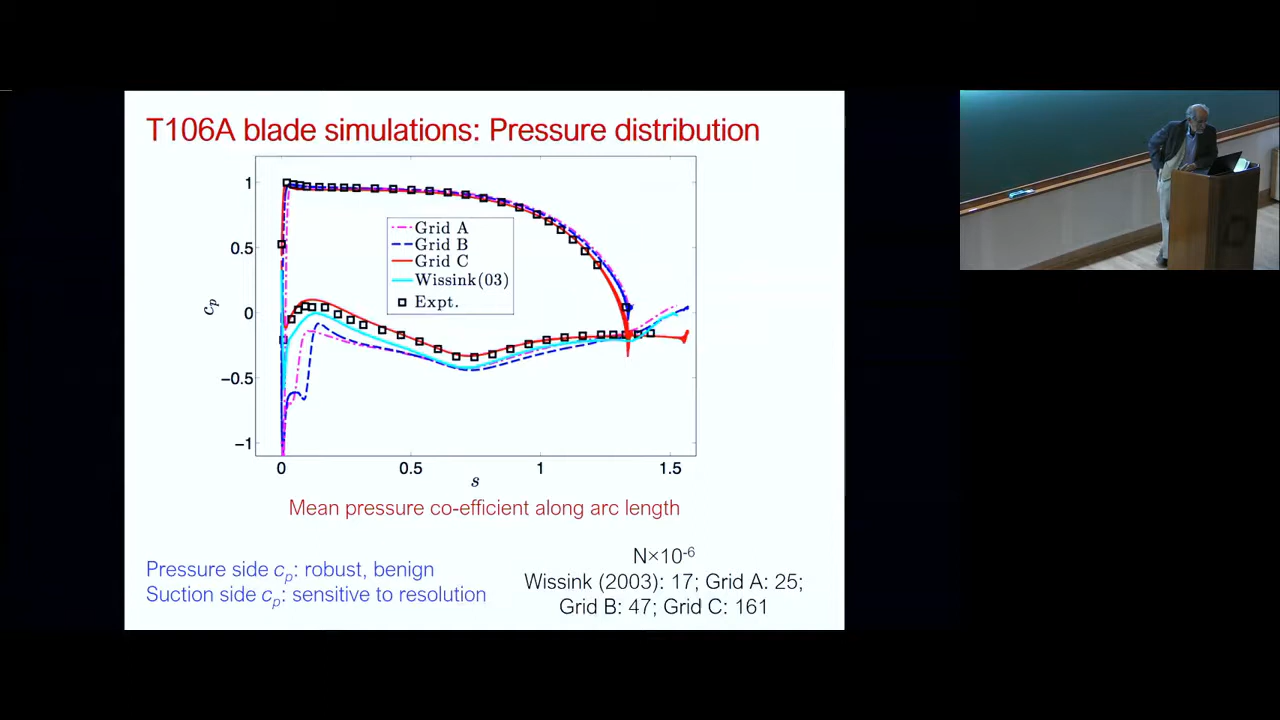 T106A blade simulations: Pressure distribution
1
0.5
0
−0.5
−1
c_p
Grid A
Grid B
Grid C
Wissink(03)
Expt.
0 0.5 1 1.5
s
Mean pressure co-efficient along arc length
Pressure side c_p: robust, benign
Suction side c_p: sensitive to resolution
N×10⁻⁶
Wissink (2003): 17; Grid A: 25;
Grid B: 47; Grid C: 161